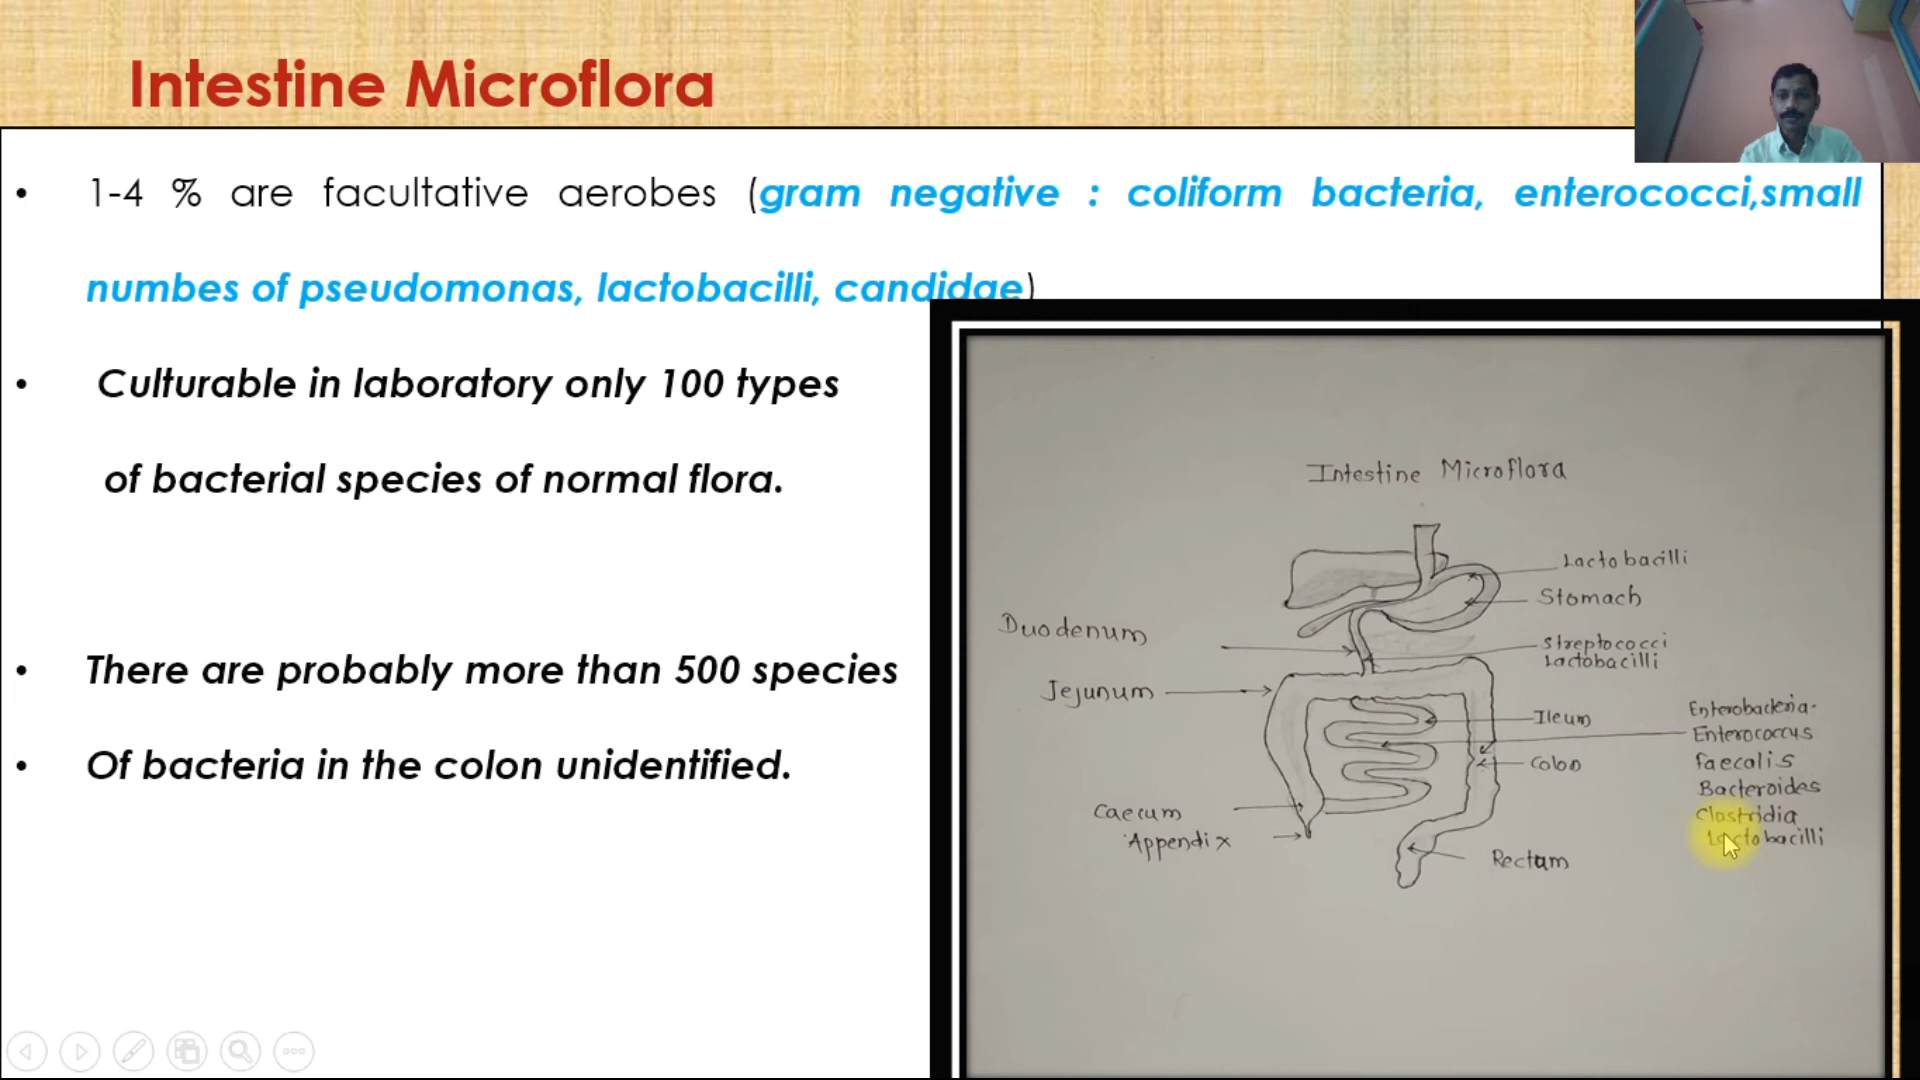 Intestine Microflora
• 1-4 % are facultative aerobes (gram negative : coliform bacteria, enterococci,small
numbes of pseudomonas, lactobacilli, candidae)
• Culturable in laboratory only 100 types
of bacterial species of normal flora.
• There are probably more than 500 species
• Of bacteria in the colon unidentified.
Intestine Microflora
Lactobacilli
Stomach
Duodenum
Streptococci
Lactobacilli
Jejunum
Ileum
Colon
Enterobacteria-
Enterococcus
faecalis
Bacteroides
Clostridia
Lactobacilli
Caecum
Appendix
Rectum